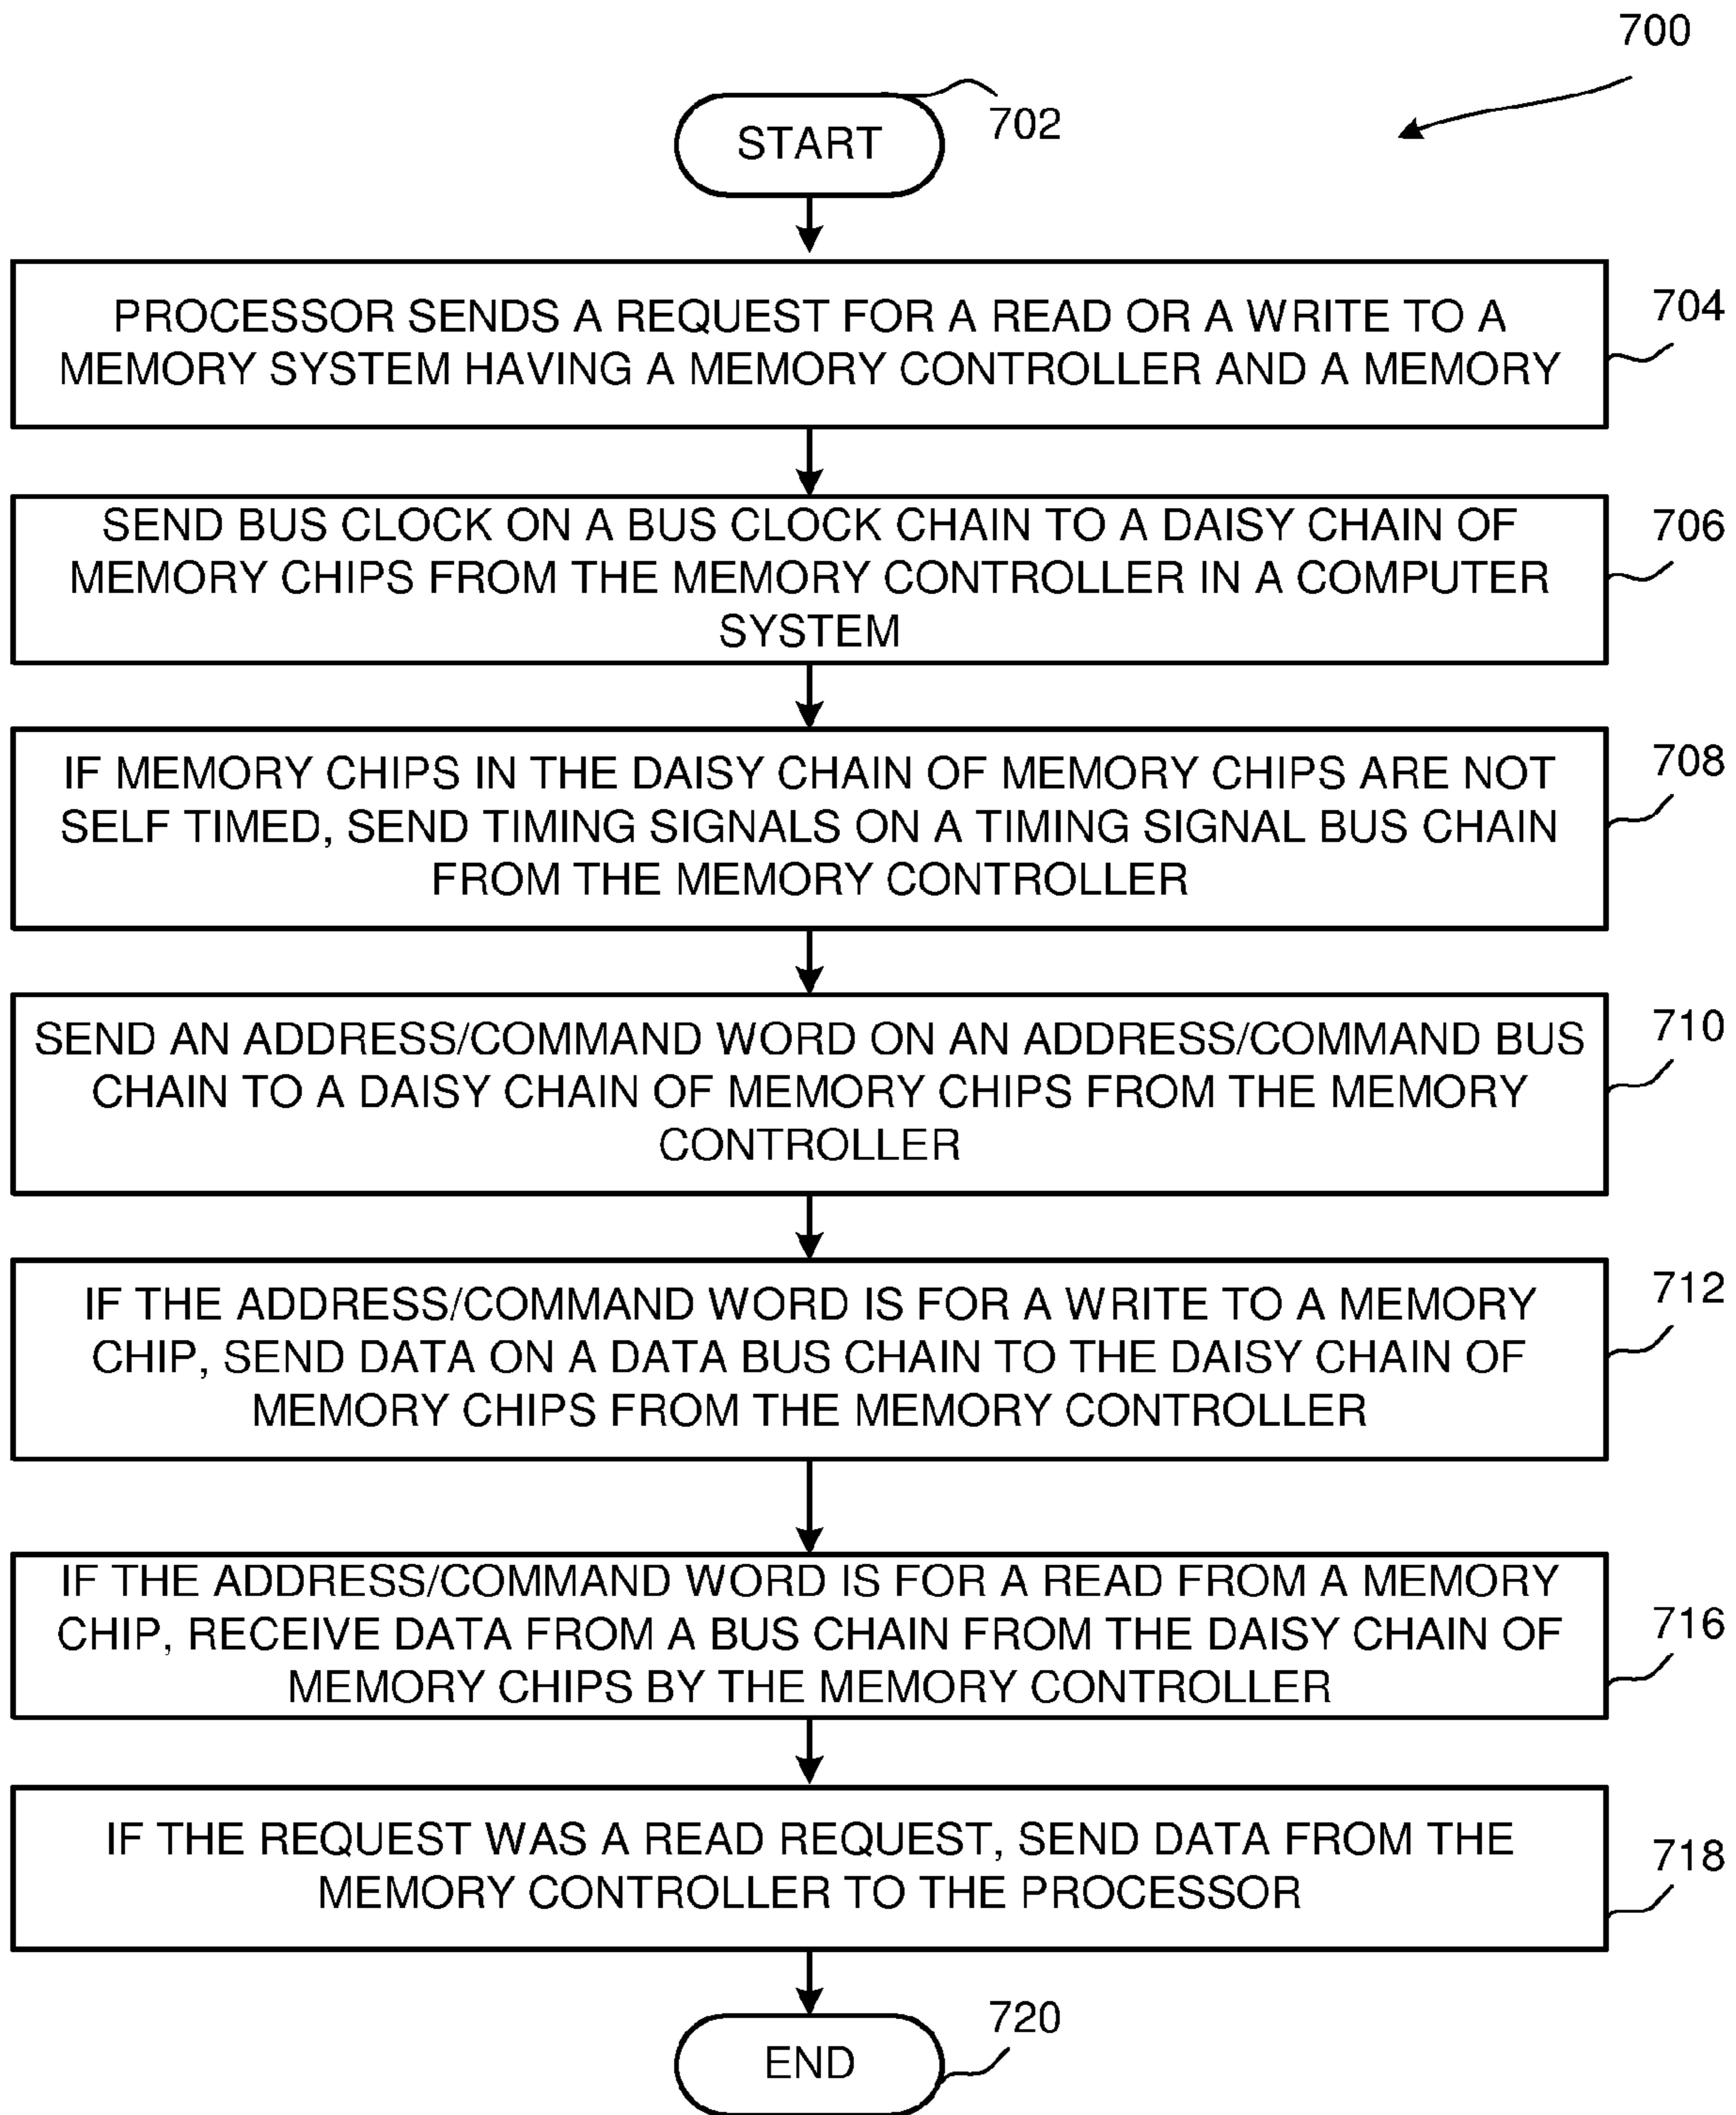 700
702
START
PROCESSOR SENDS A REQUEST FOR A READ OR A WRITE TO A
MEMORY SYSTEM HAVING A MEMORY CONTROLLER AND A MEMORY
704
SEND BUS CLOCK ON A BUS CLOCK CHAIN TO A DAISY CHAIN OF
MEMORY CHIPS FROM THE MEMORY CONTROLLER IN A COMPUTER
SYSTEM
706
IF MEMORY CHIPS IN THE DAISY CHAIN OF MEMORY CHIPS ARE NOT
SELF TIMED, SEND TIMING SIGNALS ON A TIMING SIGNAL BUS CHAIN
FROM THE MEMORY CONTROLLER
708
SEND AN ADDRESS/COMMAND WORD ON AN ADDRESS/COMMAND BUS
CHAIN TO A DAISY CHAIN OF MEMORY CHIPS FROM THE MEMORY
CONTROLLER
710
IF THE ADDRESS/COMMAND WORD IS FOR A WRITE TO A MEMORY
CHIP, SEND DATA ON A DATA BUS CHAIN TO THE DAISY CHAIN OF
MEMORY CHIPS FROM THE MEMORY CONTROLLER
712
IF THE ADDRESS/COMMAND WORD IS FOR A READ FROM A MEMORY
CHIP, RECEIVE DATA FROM A BUS CHAIN FROM THE DAISY CHAIN OF
MEMORY CHIPS BY THE MEMORY CONTROLLER
716
IF THE REQUEST WAS A READ REQUEST, SEND DATA FROM THE
MEMORY CONTROLLER TO THE PROCESSOR
718
720
END